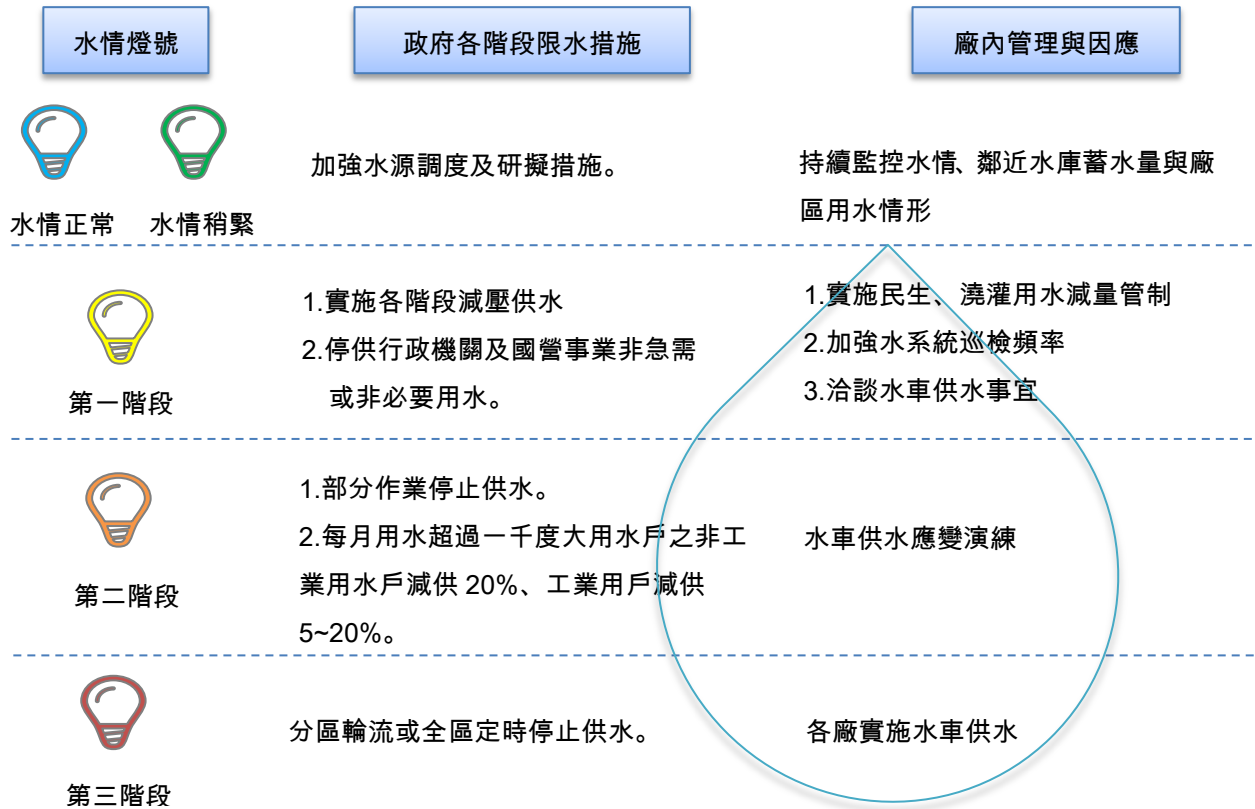 水情燈號
政府各階段限水措施
廠內管理與因應
水情正常
水情稍緊
加強水源調度及研擬措施。
持續監控水情、鄰近水庫蓄水量與廠
區用水情形
第一階段
1.實施各階段減壓供水
2.停供行政機關及國營事業非急需
或非必要用水。
1.實施民生、澆灌用水減量管制
2.加強水系統巡檢頻率
3.洽談水車供水事宜
第二階段
1.部分作業停止供水。
2.每月用水超過一千度大用水戶之非工
業用水戶減供 20%、工業用戶減供
5~20%。
水車供水應變演練
第三階段
分區輪流或全區定時停止供水。
各廠實施水車供水